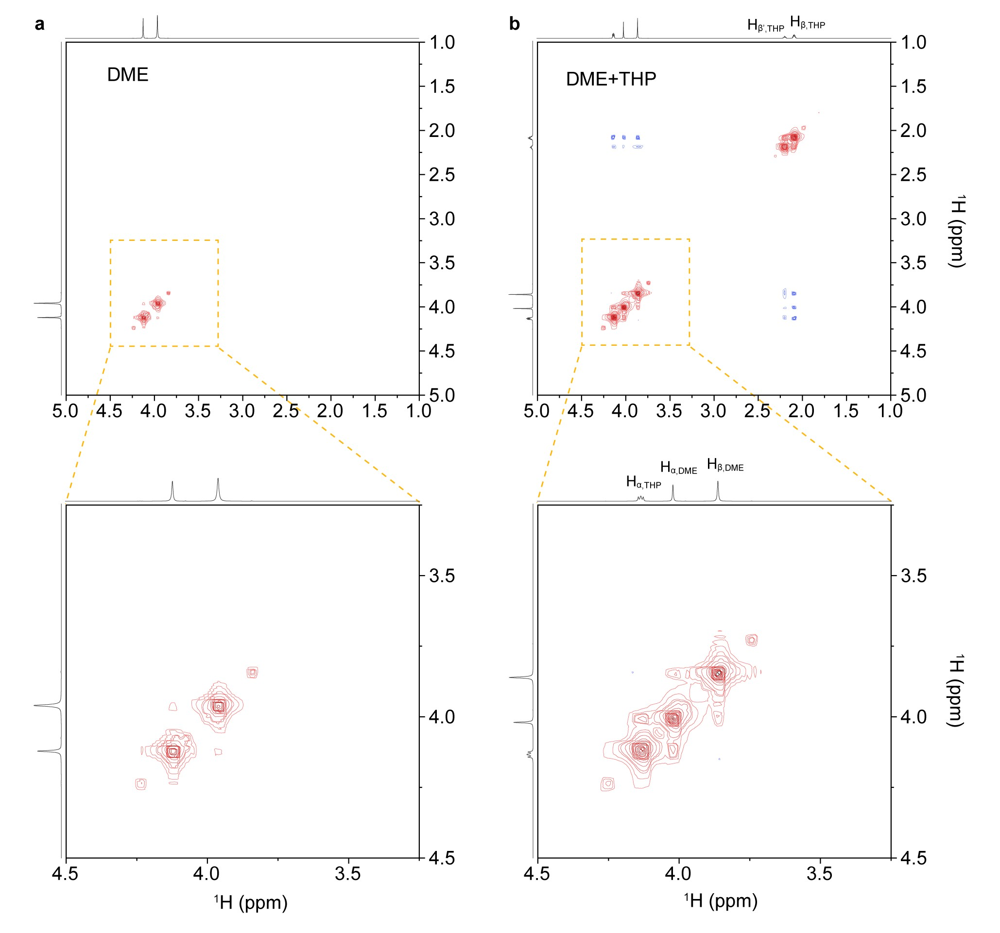 a
DME
1.0
1.5
2.0
2.5
3.0
3.5
4.0
4.5
5.0
5.0 4.5 4.0 3.5 3.0 2.5 2.0 1.5 1.0
3.5
4.0
4.5
4.5 4.0 3.5
¹H (ppm)
b
Hβ',THP Hβ,THP
DME+THP
1.0
1.5
2.0
2.5
3.0
3.5
4.0
4.5
5.0
¹H (ppm)
5.0 4.5 4.0 3.5 3.0 2.5 2.0 1.5 1.0
Hα,THP Hα,DME Hβ,DME
3.5
4.0
4.5
¹H (ppm)
4.5 4.0 3.5
¹H (ppm)